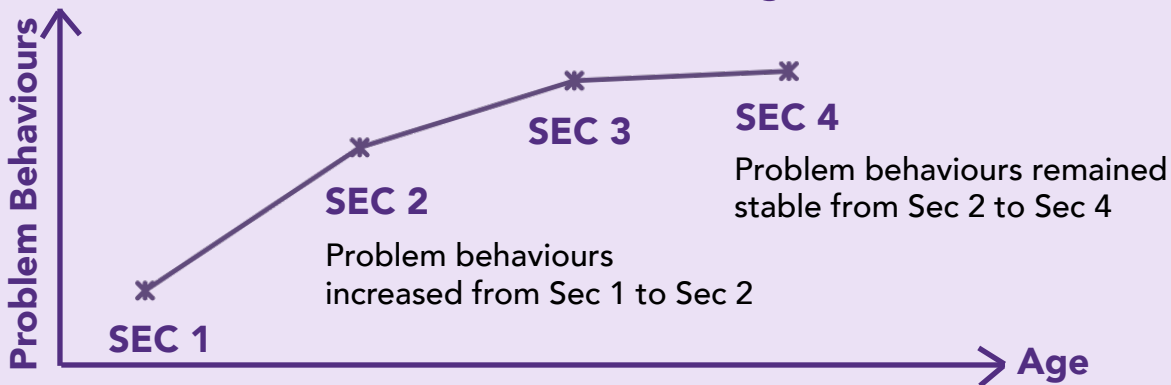 Problem Behaviours
SEC 1
SEC 2
Problem behaviours
increased from Sec 1 to Sec 2
SEC 3
SEC 4
Problem behaviours remained
stable from Sec 2 to Sec 4
Age